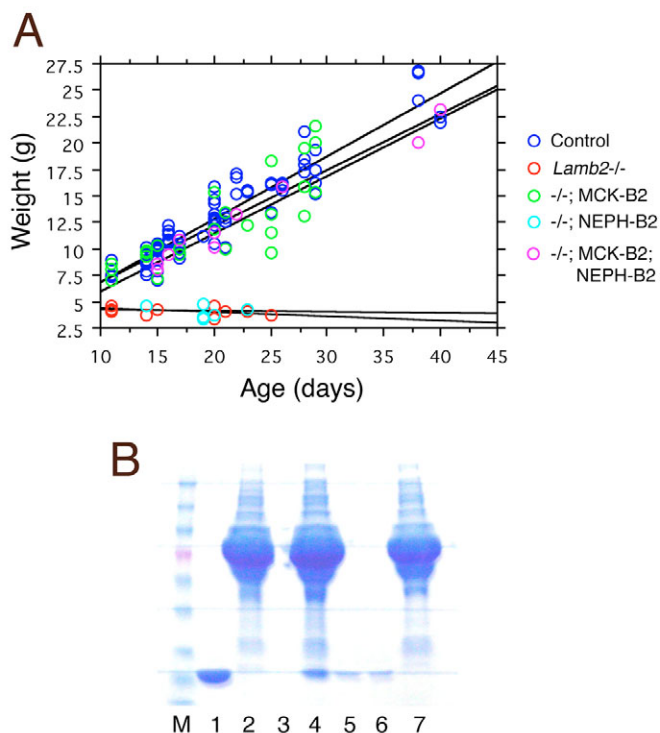 A
27.5
25
22.5
20
17.5
15
12.5
10
7.5
5
2.5
Weight (g)
10 15 20 25 30 35 40 45
Age (days)
Control
Lamb2-/-
-/-; MCK-B2
-/-; NEPH-B2
-/-; MCK-B2;
NEPH-B2
B
M 1 2 3 4 5 6 7